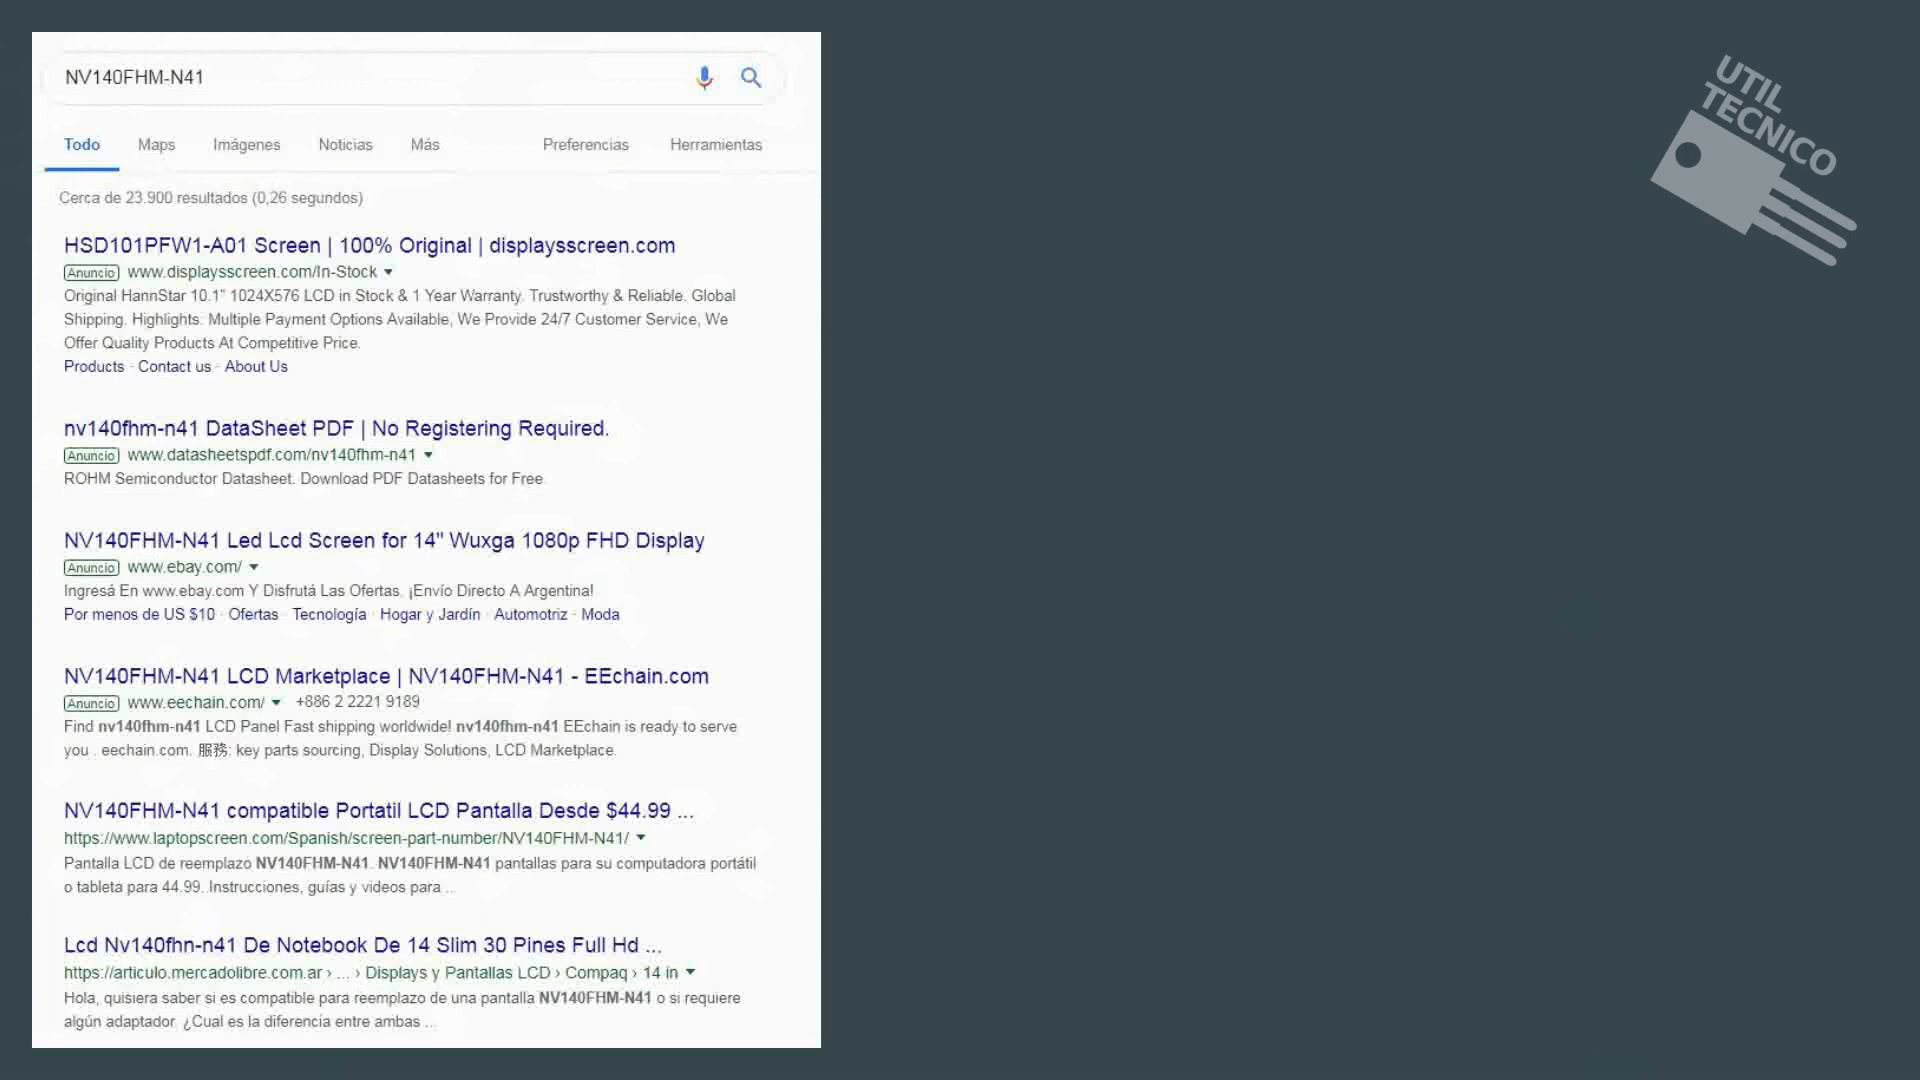 NV140FHM-N41
Todo Maps Imágenes Noticias Más Preferencias Herramientas
Cerca de 23.900 resultados (0,26 segundos)
HSD101PFW1-A01 Screen | 100% Original | displaysscreen.com
Anuncio www.displaysscreen.com/In-Stock
Original HannStar 10.1" 1024X576 LCD in Stock & 1 Year Warranty. Trustworthy & Reliable. Global
Shipping. Highlights: Multiple Payment Options Available, We Provide 24/7 Customer Service, We
Offer Quality Products At Competitive Price.
Products · Contact us · About Us
nv140fhm-n41 DataSheet PDF | No Registering Required.
Anuncio www.datasheetspdf.com/nv140fhm-n41
ROHM Semiconductor Datasheet. Download PDF Datasheets for Free.
NV140FHM-N41 Led Lcd Screen for 14" Wuxga 1080p FHD Display
Anuncio www.ebay.com/
Ingresá En www.ebay.com Y Disfrutá Las Ofertas. ¡Envío Directo A Argentina!
Por menos de US $10 · Ofertas · Tecnología · Hogar y Jardín · Automotriz · Moda
NV140FHM-N41 LCD Marketplace | NV140FHM-N41 - EEchain.com
Anuncio www.eechain.com/ +886 2 2221 9189
Find nv140fhm-n41 LCD Panel Fast shipping worldwide! nv140fhm-n41 EEchain is ready to serve
you . eechain.com. 服務: key parts sourcing, Display Solutions, LCD Marketplace.
NV140FHM-N41 compatible Portatil LCD Pantalla Desde $44.99 ...
https://www.laptopscreen.com/Spanish/screen-part-number/NV140FHM-N41/
Pantalla LCD de reemplazo NV140FHM-N41. NV140FHM-N41 pantallas para su computadora portátil
o tableta para 44.99. Instrucciones, guías y videos para ...
Lcd Nv140fhn-n41 De Notebook De 14 Slim 30 Pines Full Hd ...
https://articulo.mercadolibre.com.ar › ... › Displays y Pantallas LCD › Compaq › 14 in
Hola, quisiera saber si es compatible para reemplazo de una pantalla NV140FHM-N41 o si requiere
algún adaptador. ¿Cual es la diferencia entre ambas ...
UTIL
TECNICO